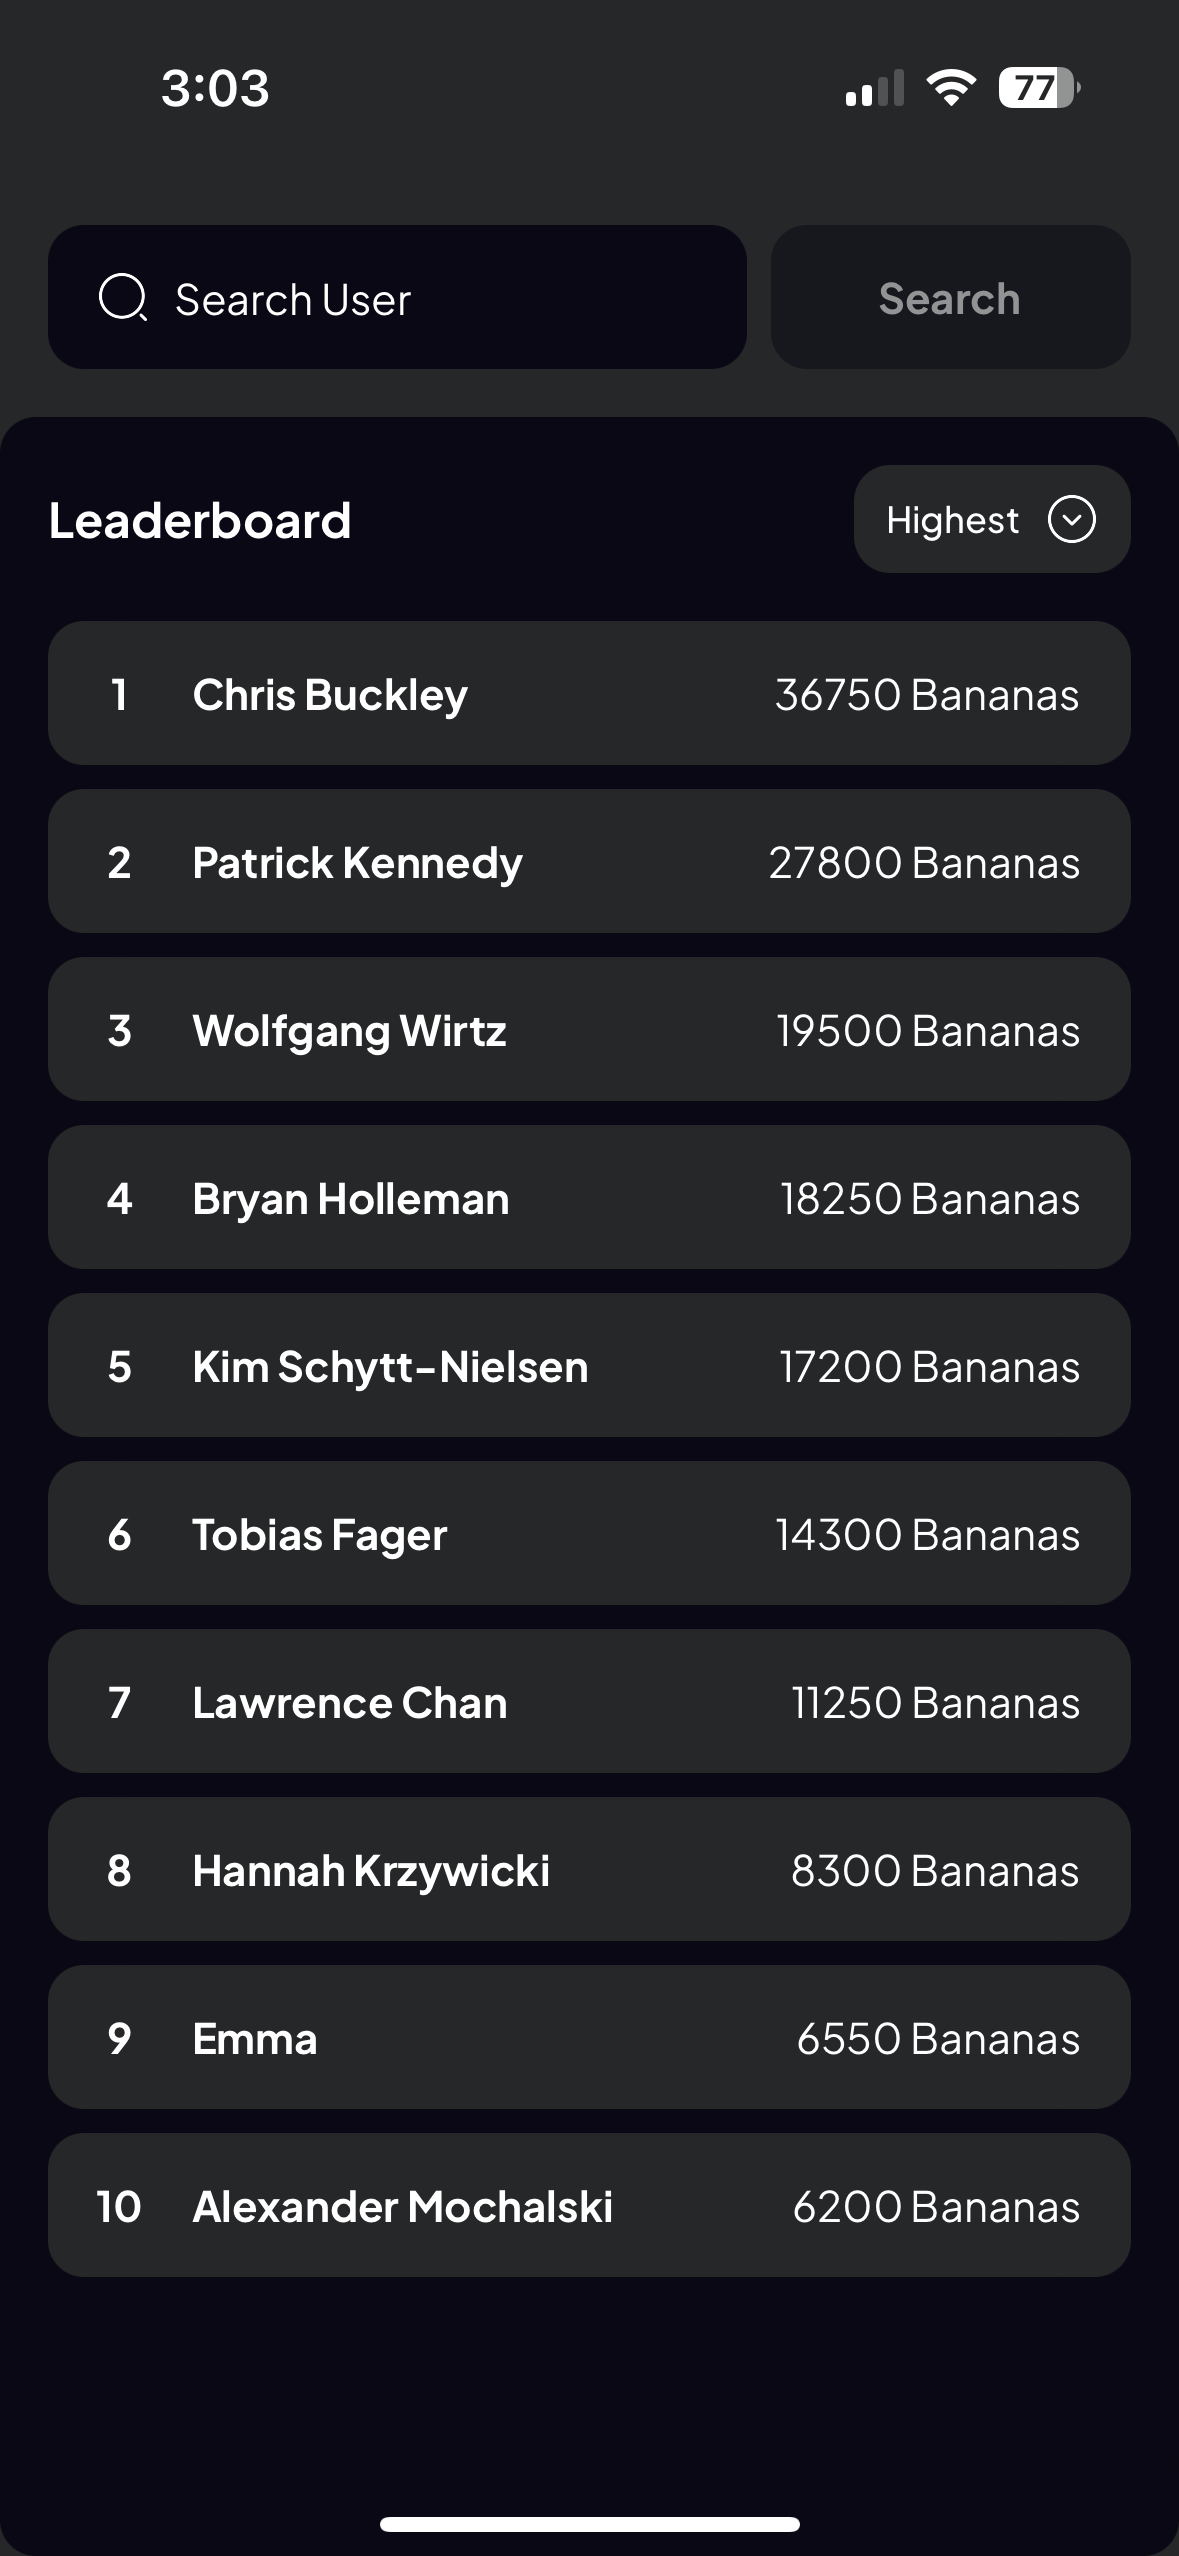 3:03 77
Search User Search
Leaderboard Highest
1 Chris Buckley 36750 Bananas
2 Patrick Kennedy 27800 Bananas
3 Wolfgang Wirtz 19500 Bananas
4 Bryan Holleman 18250 Bananas
5 Kim Schytt-Nielsen 17200 Bananas
6 Tobias Fager 14300 Bananas
7 Lawrence Chan 11250 Bananas
8 Hannah Krzywicki 8300 Bananas
9 Emma 6550 Bananas
10 Alexander Mochalski 6200 Bananas